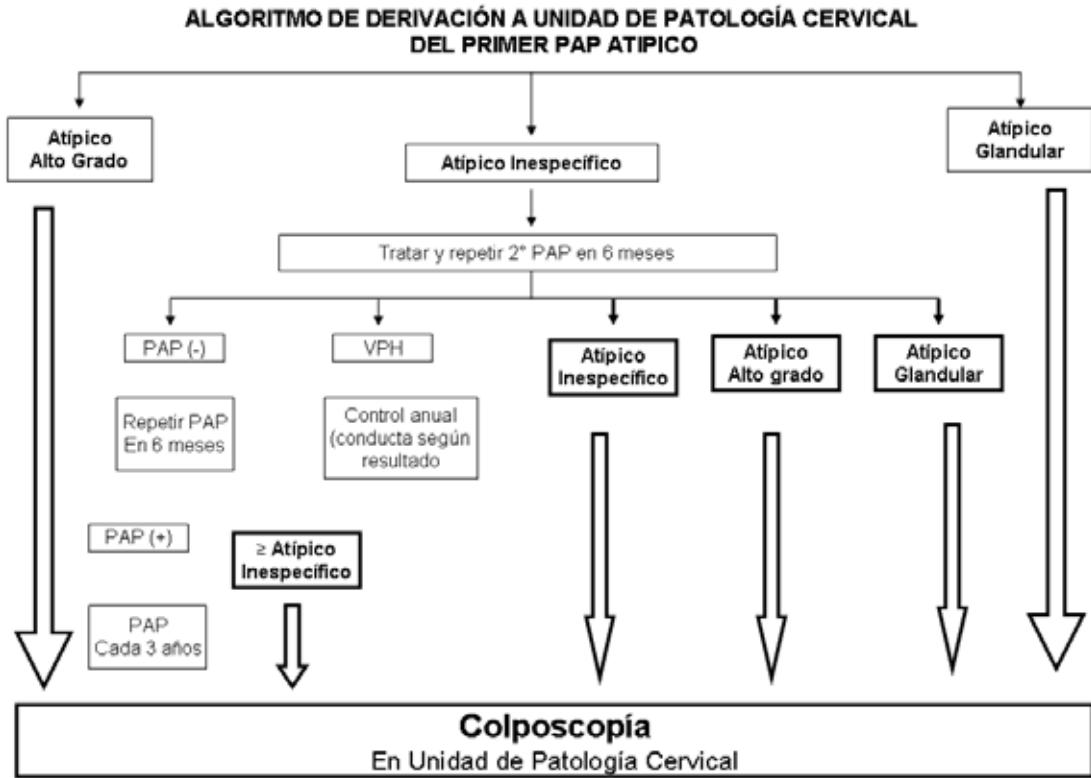 ALGORITMO DE DERIVACIÓN A UNIDAD DE PATOLOGÍA CERVICAL
DEL PRIMER PAP ATIPICO
Atípico
Alto Grado
Atípico Inespecífico
Atípico
Glandular
Tratar y repetir 2° PAP en 6 meses
PAP (-)
VPH
Atípico
Inespecífico
Atípico
Alto grado
Atípico
Glandular
Repetir PAP
En 6 meses
Control anual
(conducta según
resultado
PAP (+)
≥ Atípico
Inespecífico
PAP
Cada 3 años
Colposcopía
En Unidad de Patología Cervical